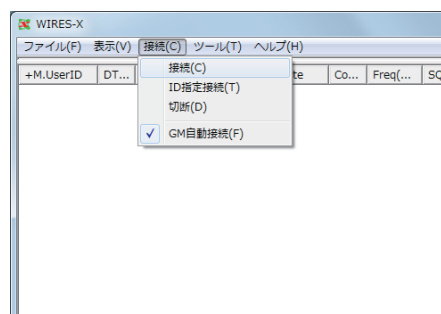 WIRES-X
ファイル(F) 表示(V) 接続(C) ツール(T) ヘルプ(H)
+M.UserID DT... te Co... Freq(... SQ
接続(C)
ID指定接続(T)
切断(D)
✓ GM自動接続(F)